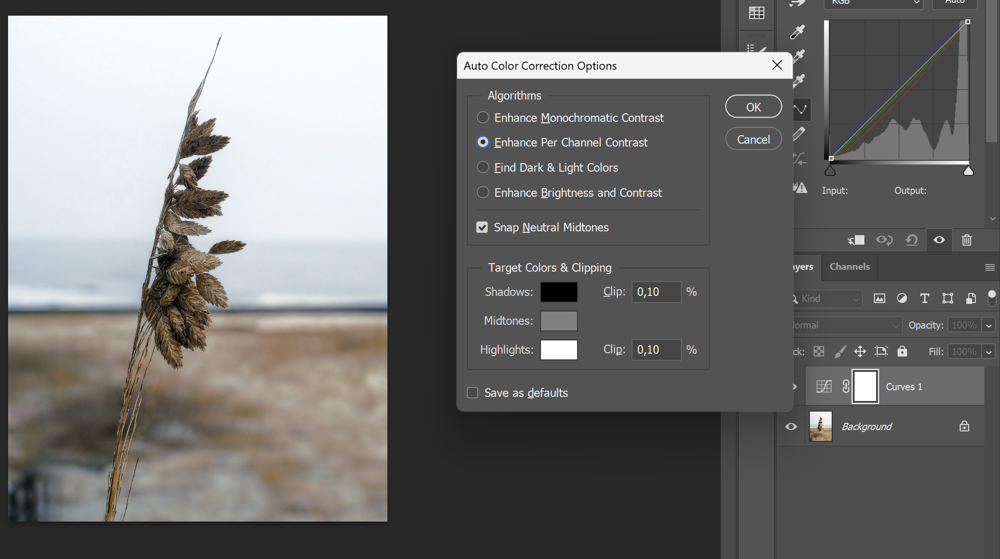 RGB
Auto
Auto Color Correction Options
Algorithms
Enhance Monochromatic Contrast
Enhance Per Channel Contrast
Find Dark & Light Colors
Enhance Brightness and Contrast
Snap Neutral Midtones
OK
Cancel
Target Colors & Clipping
Shadows:
Clip: 0,10 %
Midtones:
Highlights:
Clip: 0,10 %
Save as defaults
Input:
Output:
ayers
Channels
Kind
ormal
Opacity: 100%
ck:
Fill: 100%
Curves 1
Background